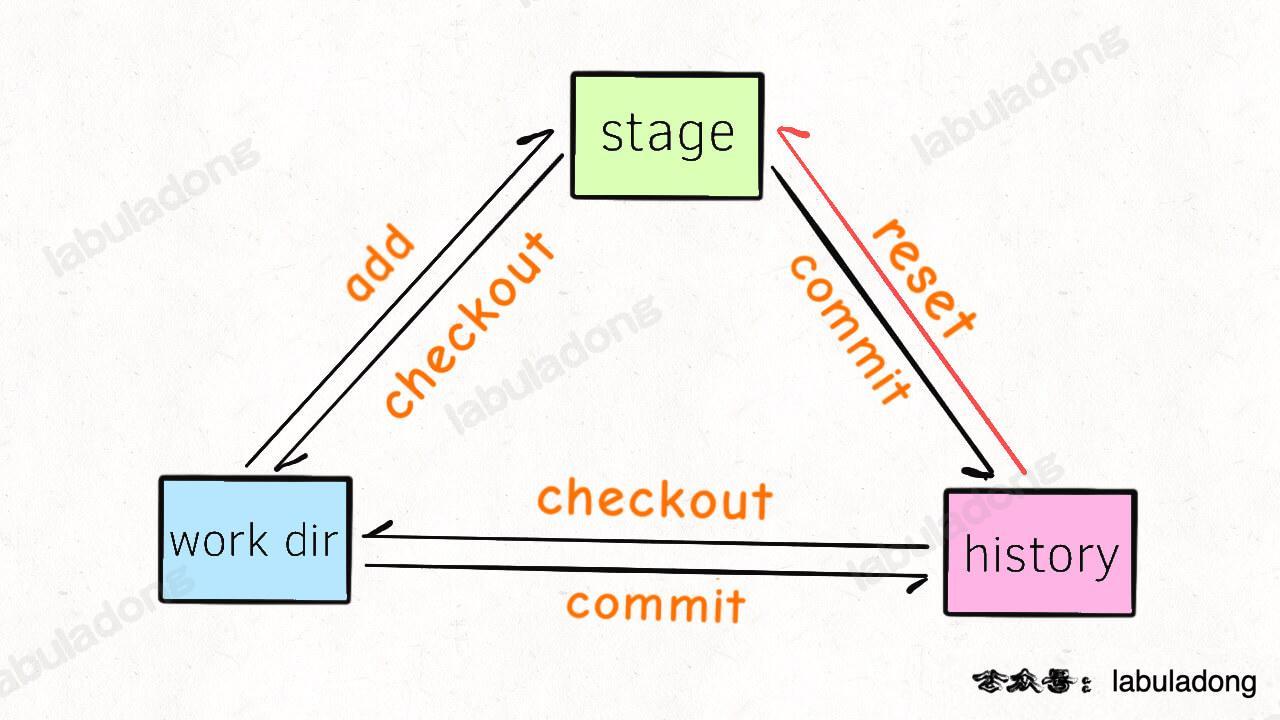 stage
add
checkout
reset
commit
work dir
checkout
commit
history
公众号： labuladong
labuladong
labuladong
labuladong
labuladong
labuladong